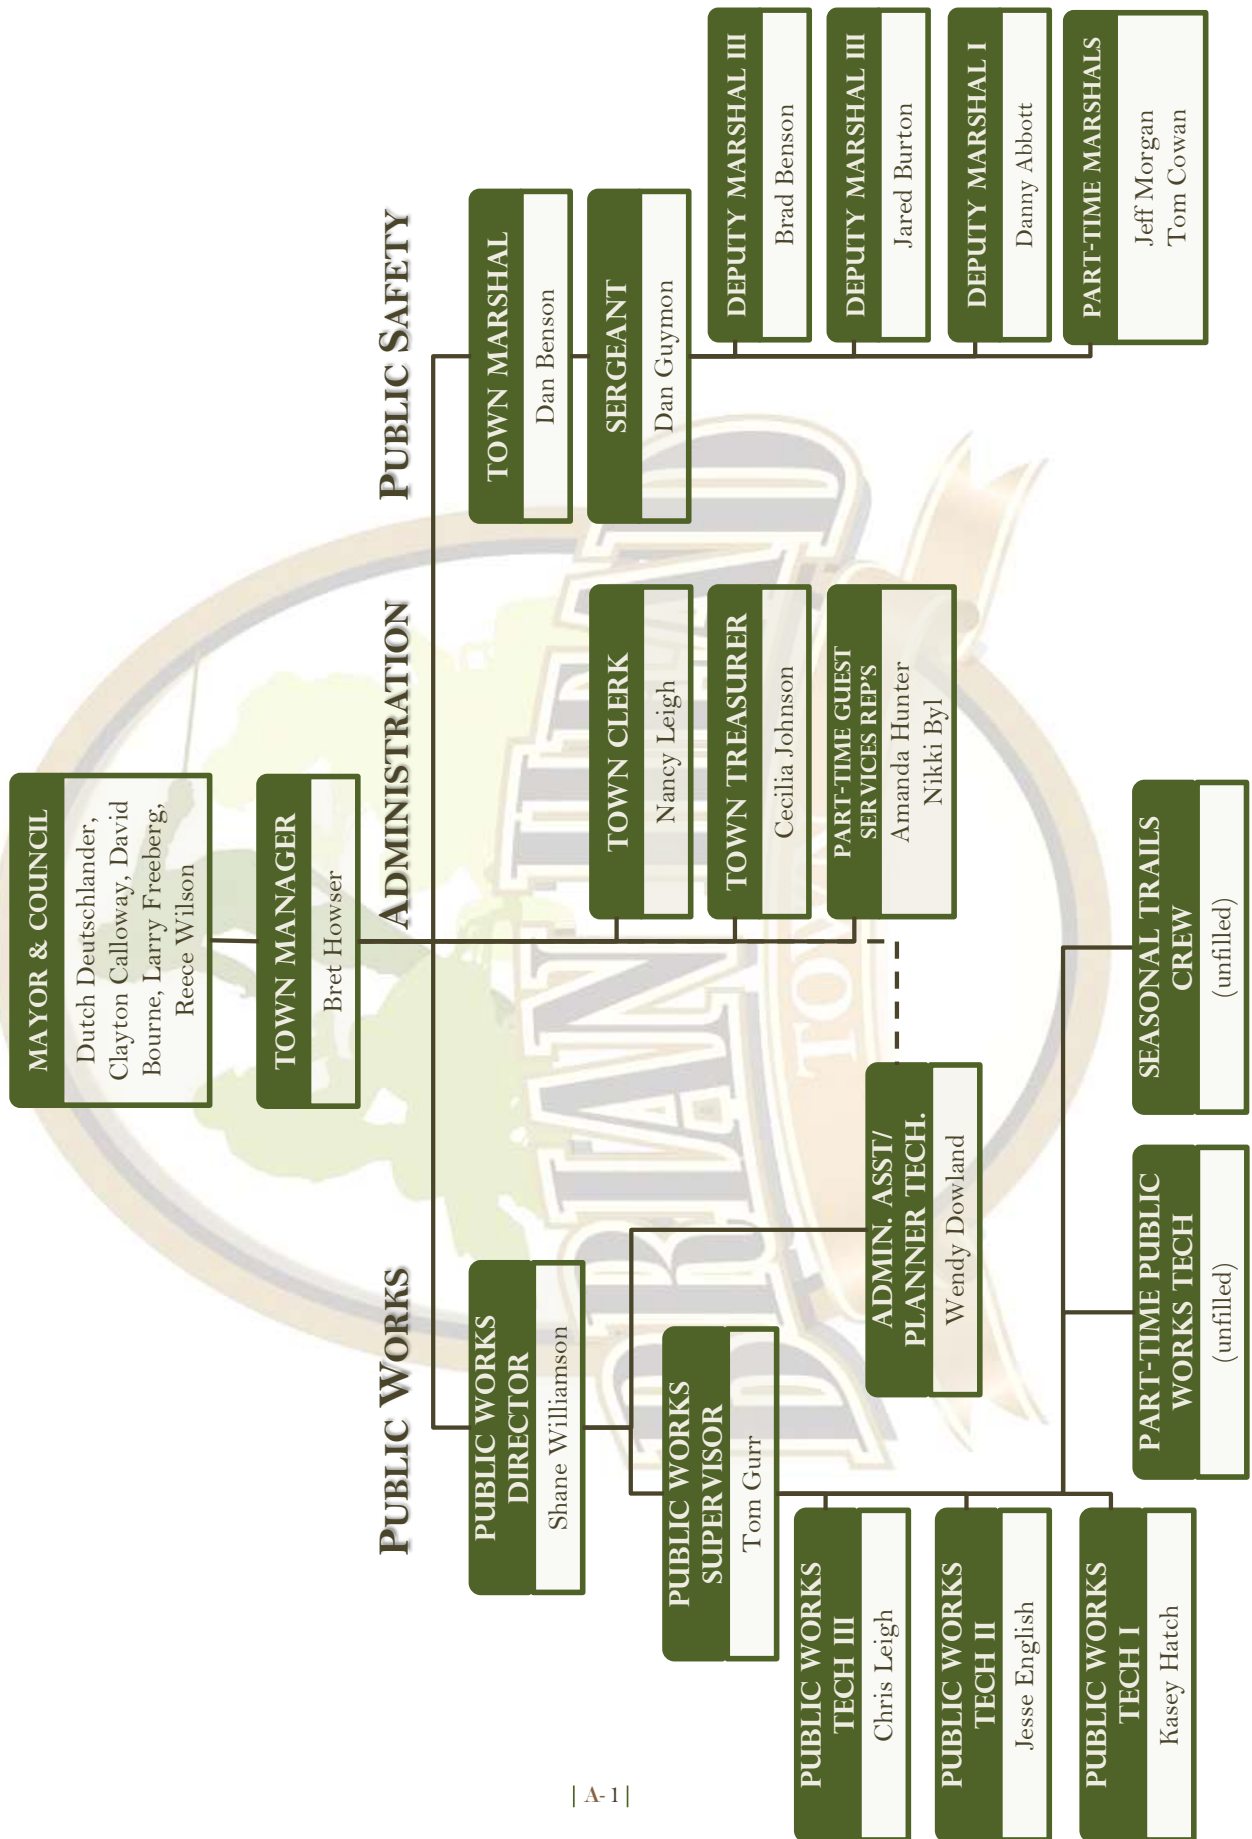 MAYOR & COUNCIL
Dutch Deutschlander,
Clayton Calloway, David
Bourne, Larry Freeberg,
Reece Wilson
TOWN MANAGER
Bret Howser
PUBLIC WORKS
ADMINISTRATION
PUBLIC SAFETY
PUBLIC WORKS
DIRECTOR
Shane Williamson
PUBLIC WORKS
SUPERVISOR
Tom Gurr
PUBLIC WORKS
TECH III
Chris Leigh
PUBLIC WORKS
TECH II
Jesse English
PUBLIC WORKS
TECH I
Kasey Hatch
ADMIN. ASST/
PLANNER TECH.
Wendy Dowland
PART-TIME PUBLIC
WORKS TECH
(unfilled)
SEASONAL TRAILS
CREW
(unfilled)
TOWN CLERK
Nancy Leigh
TOWN TREASURER
Cecilia Johnson
PART-TIME GUEST
SERVICES REP'S
Amanda Hunter
Nikki Byl
TOWN MARSHAL
Dan Benson
SERGEANT
Dan Guymon
DEPUTY MARSHAL III
Brad Benson
DEPUTY MARSHAL III
Jared Burton
DEPUTY MARSHAL I
Danny Abbott
PART-TIME MARSHALS
Jeff Morgan
Tom Cowan
BRIAN HEAD
TOWN
| A-1 |